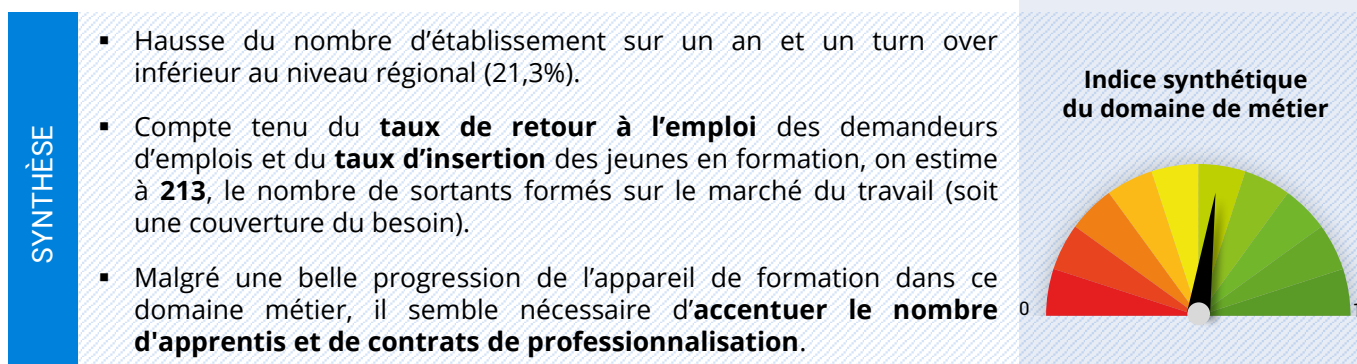 SYNTHÈSE
▪ Hausse du nombre d’établissement sur un an et un turn over
inférieur au niveau régional (21,3%).
▪ Compte tenu du taux de retour à l’emploi des demandeurs
d’emplois et du taux d’insertion des jeunes en formation, on estime
à 213, le nombre de sortants formés sur le marché du travail (soit
une couverture du besoin).
▪ Malgré une belle progression de l’appareil de formation dans ce
domaine métier, il semble nécessaire d’accentuer le nombre
d'apprentis et de contrats de professionnalisation.
Indice synthétique
du domaine de métier
0